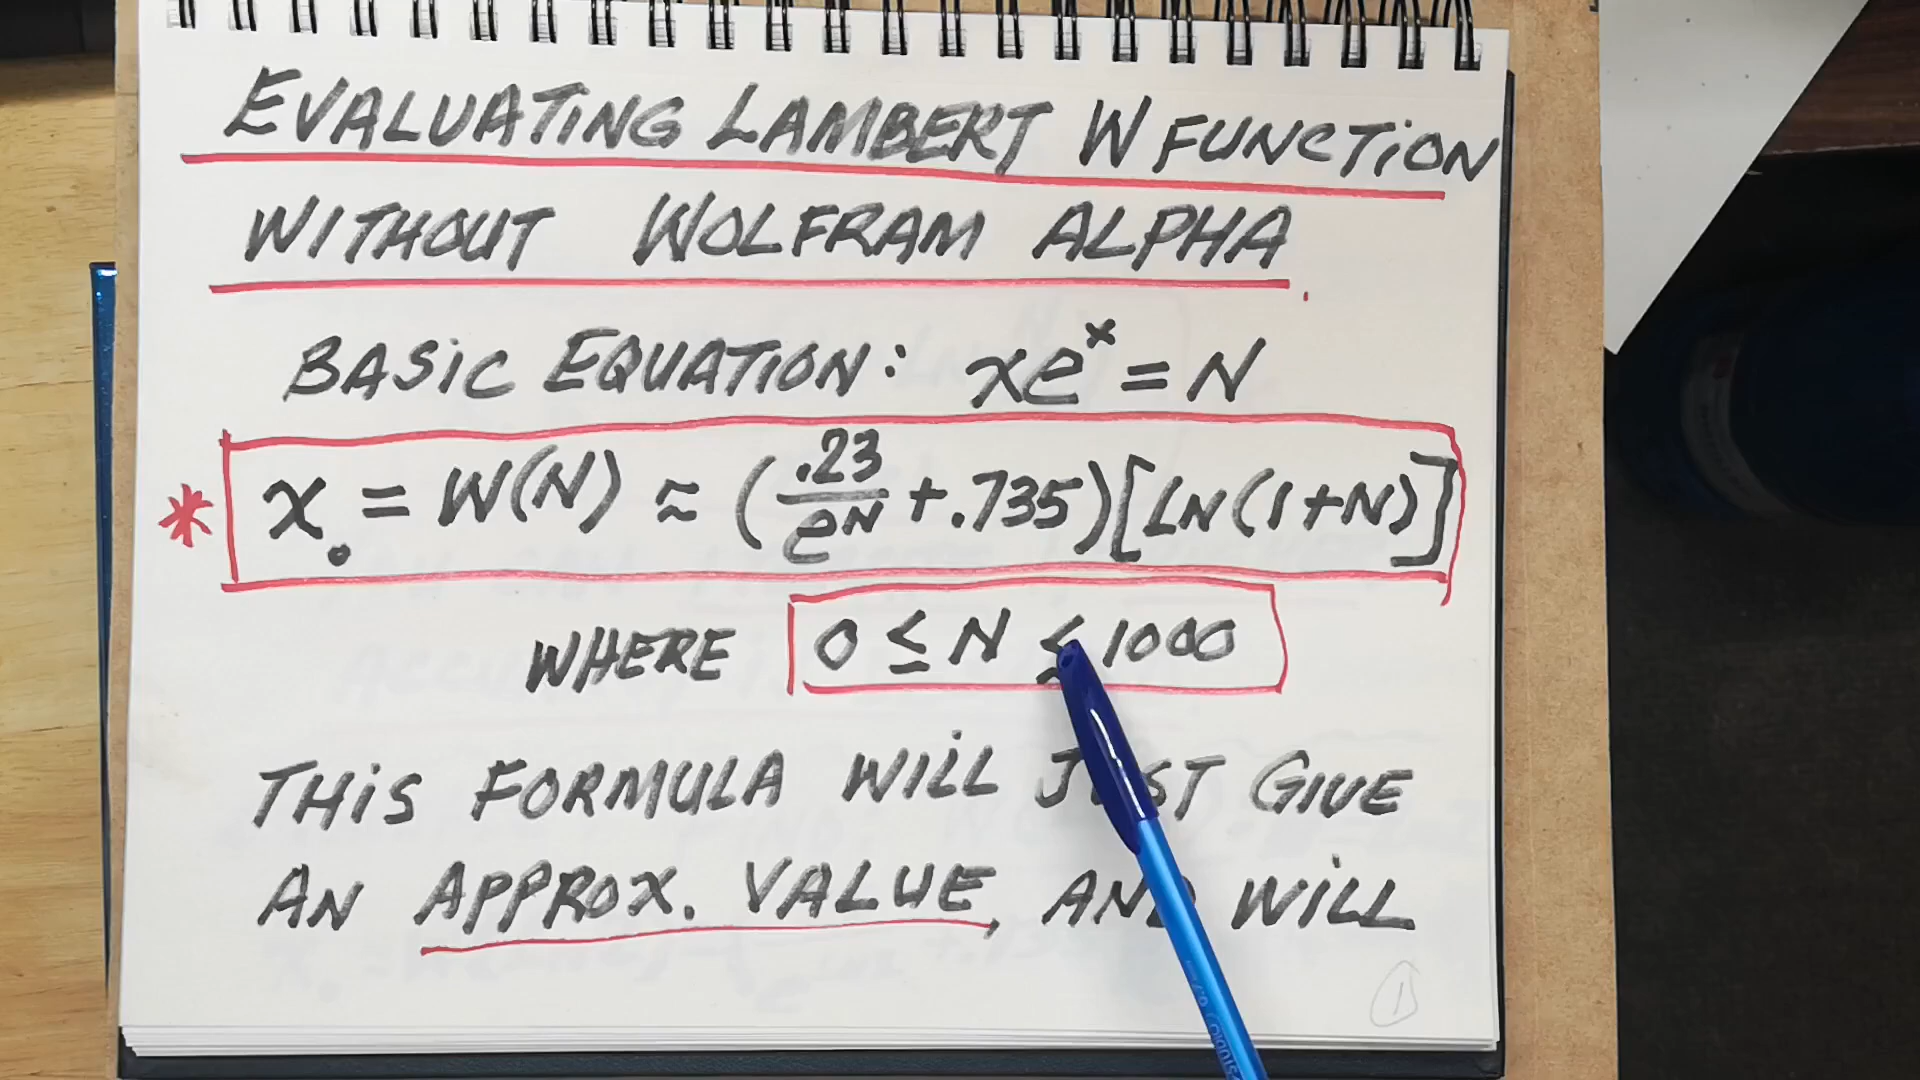 EVALUATING LAMBERT W FUNCTION
WITHOUT WOLFRAM ALPHA.
BASIC EQUATION: xe^x = N
* x₀ = W(N) ≈ (.23/e^N + .735)[LN(1+N)]
WHERE 0 ≤ N ≤ 1000
THIS FORMULA WILL JUST GIVE
AN APPROX. VALUE, AND WILL
1